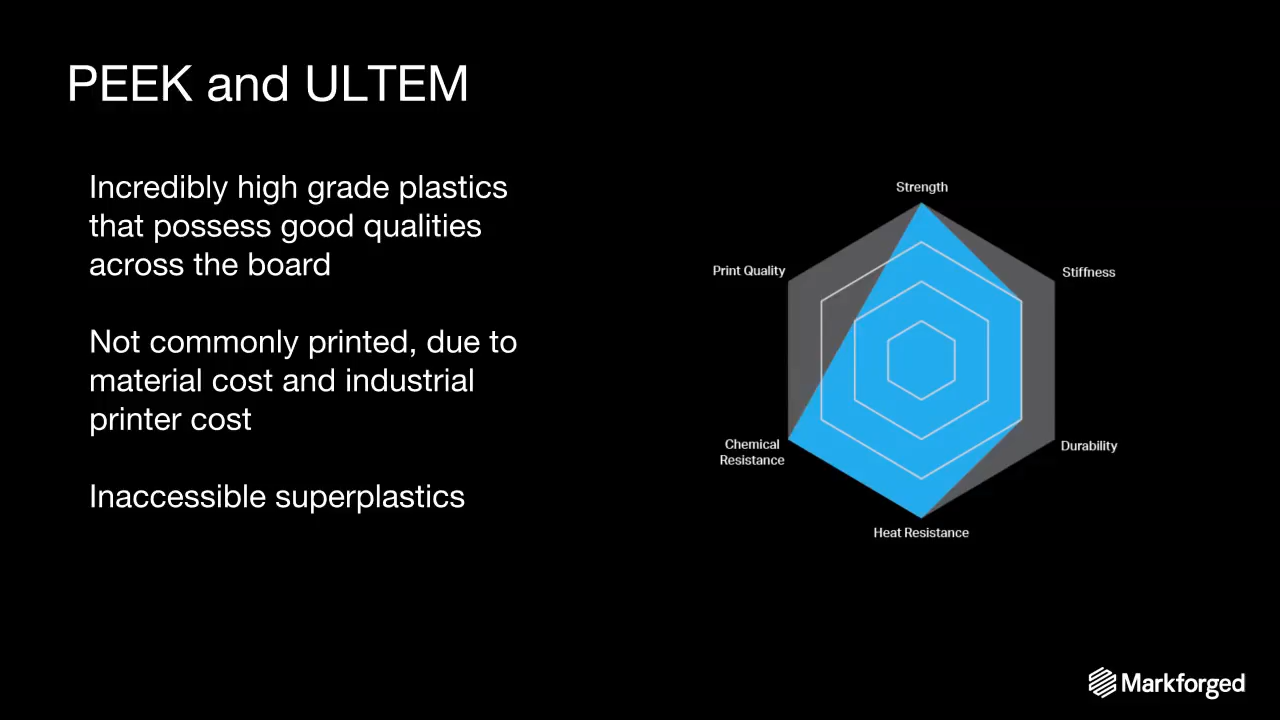 PEEK and ULTEM
Incredibly high grade plastics
that possess good qualities
across the board
Not commonly printed, due to
material cost and industrial
printer cost
Inaccessible superplastics
Strength
Print Quality
Stiffness
Chemical
Resistance
Durability
Heat Resistance
Markforged